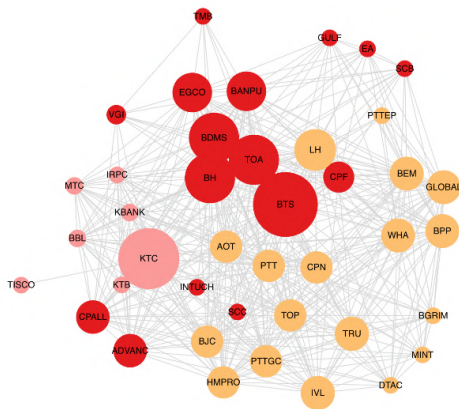 TMB
GULF
EA
SCB
EGCO
BANPU
PTTEP
VGI
BDMS
LH
TOA
BEM
IRPC
BH
CPF
GLOBAL
MTC
BTS
KBANK
BPP
WHA
BBL
AOT
KTC
PTT
CPN
TISCO
KTB
INTUCH
SCC
TOP
CPALL
BGRIM
TRU
ADVANC
BJC
PTTGC
MINT
HMPRO
DTAC
IVL